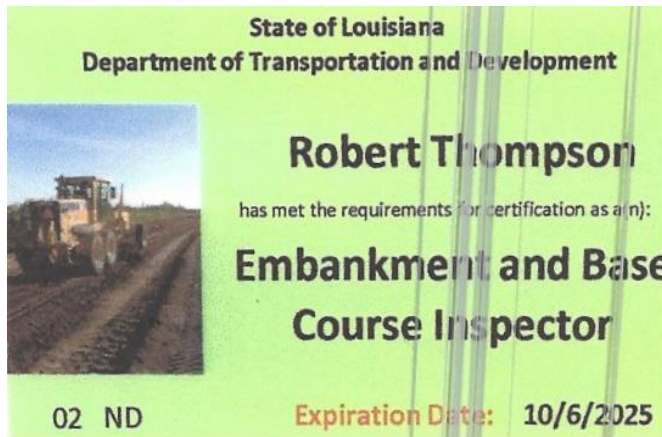 State of Louisiana
Department of Transportation and Development
Robert Thompson
has met the requirements for certification as a(n):
Embankment and Base
Course Inspector
02 ND
Expiration Date: 10/6/2025